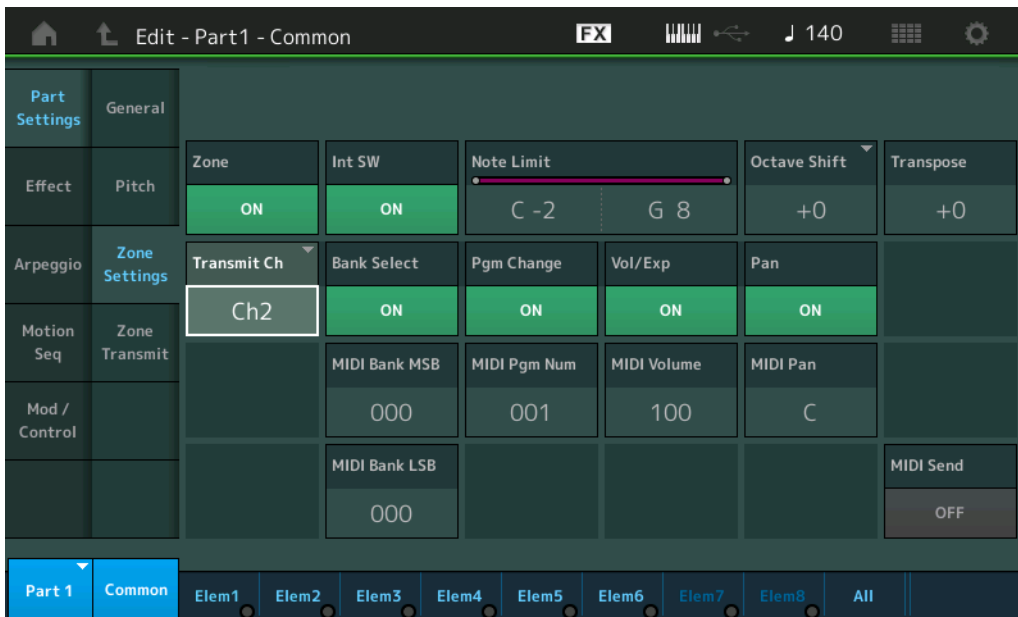 Edit - Part1 - Common FX ♩ 140
Part Settings
General
Effect
Pitch
Arpeggio
Zone Settings
Motion Seq
Zone Transmit
Mod / Control
Zone Int SW Note Limit Octave Shift Transpose
ON ON C -2 G 8 +0 +0
Transmit Ch Bank Select Pgm Change Vol/Exp Pan
Ch2 ON ON ON ON
MIDI Bank MSB MIDI Pgm Num MIDI Volume MIDI Pan
000 001 100 C
MIDI Bank LSB MIDI Send
000 OFF
Part 1 Common Elem1 Elem2 Elem3 Elem4 Elem5 Elem6 Elem7 Elem8 All